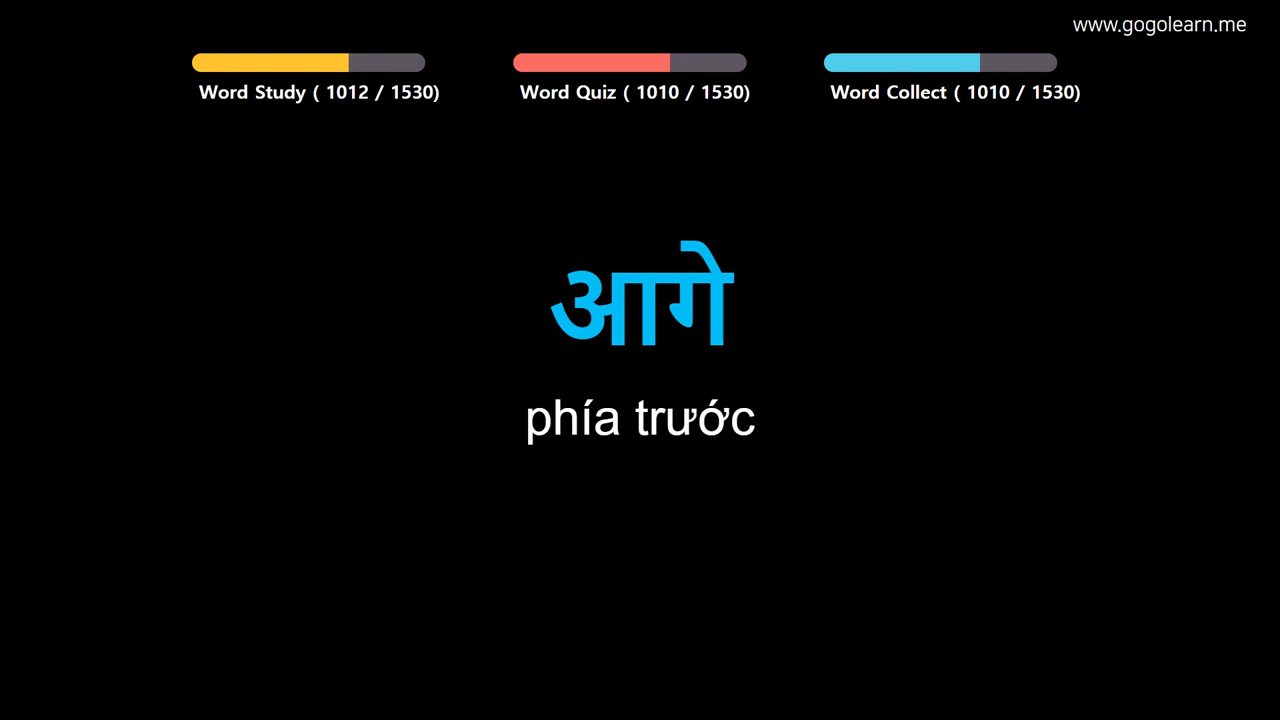 www.gogolearn.me
Word Study ( 1012 / 1530)
Word Quiz ( 1010 / 1530)
Word Collect ( 1010 / 1530)
आगे
phía trước